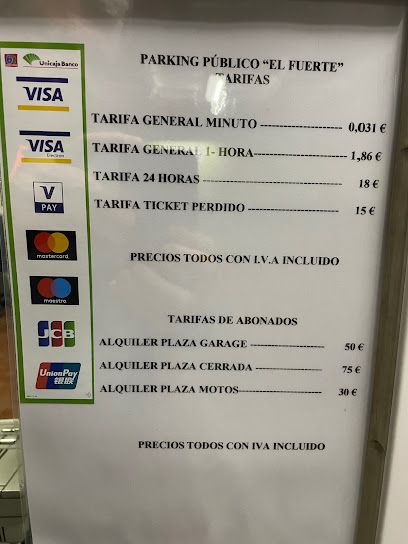 Unicaja Banco
VISA
VISA
Electron
V
PAY
mastercard
maestro
JCB
UnionPay
银联
PARKING PÚBLICO “EL FUERTE”
TARIFAS
TARIFA GENERAL MINUTO -------------------- 0,031 €
TARIFA GENERAL 1- HORA-------------------- 1,86 €
TARIFA 24 HORAS -------------------- 18 €
TARIFA TICKET PERDIDO -------------------- 15 €
PRECIOS TODOS CON I.V.A INCLUIDO
TARIFAS DE ABONADOS
ALQUILER PLAZA GARAGE -------------------- 50 €
ALQUILER PLAZA CERRADA -------------------- 75 €
ALQUILER PLAZA MOTOS-------------------- 30 €
PRECIOS TODOS CON IVA INCLUIDO